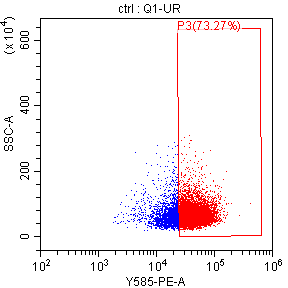 ctrl : Q1-UR
P3(73.27%)
(x 10⁴)
600
400
200
0
SSC-A
10² 10³ 10⁴ 10⁵ 10⁶
Y585-PE-A